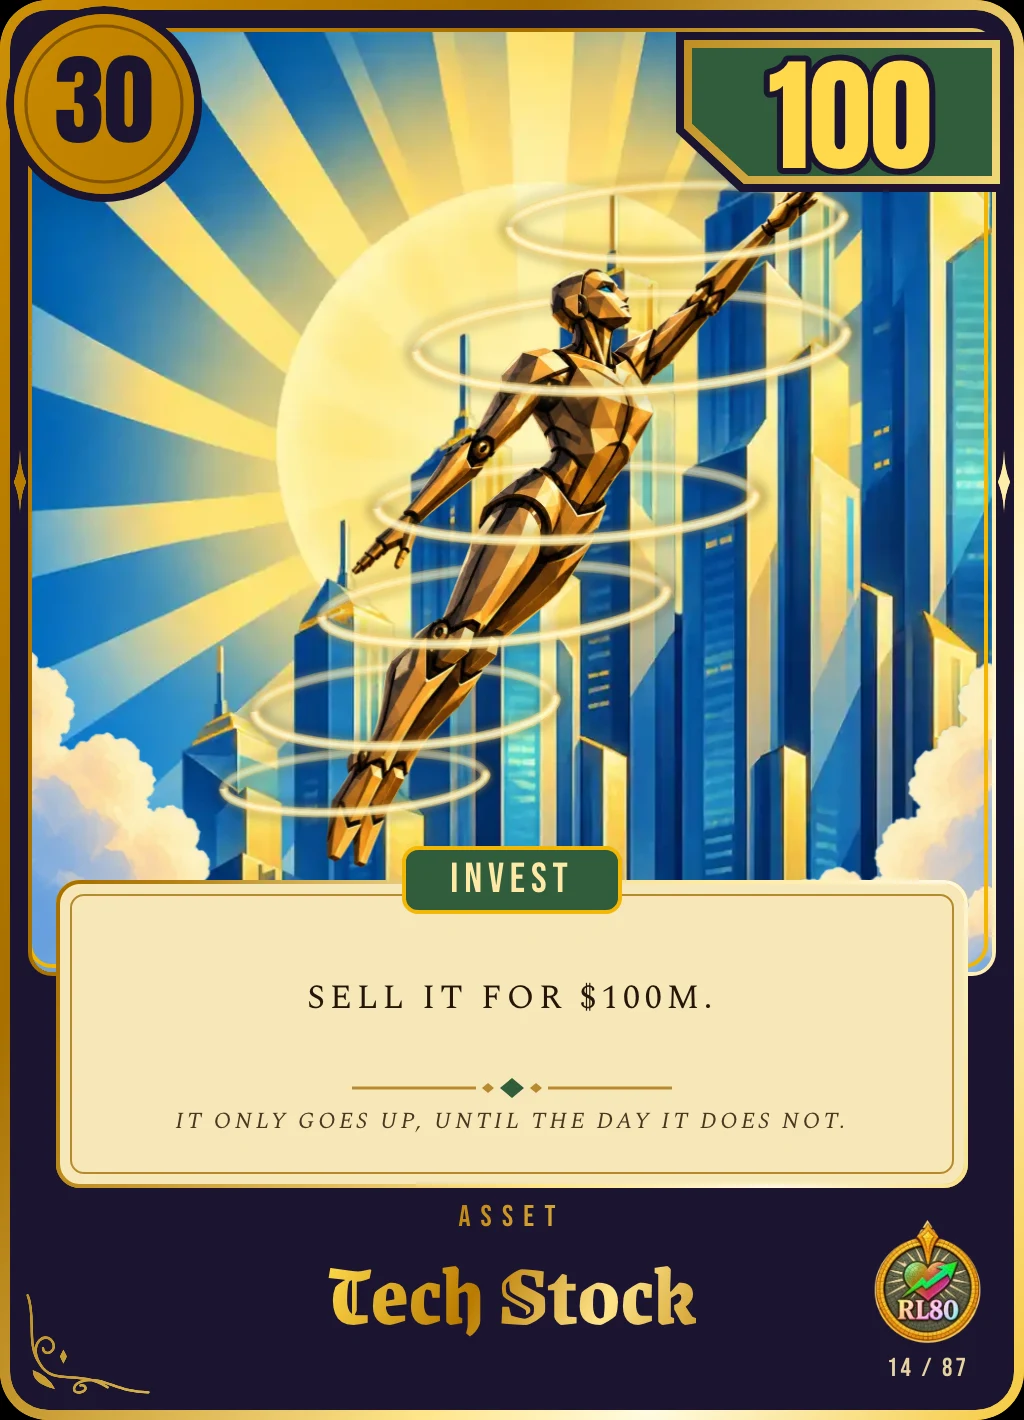 30
100
INVEST
SELL IT FOR $100M.
IT ONLY GOES UP, UNTIL THE DAY IT DOES NOT.
ASSET
Tech Stock
RL80
14 / 87